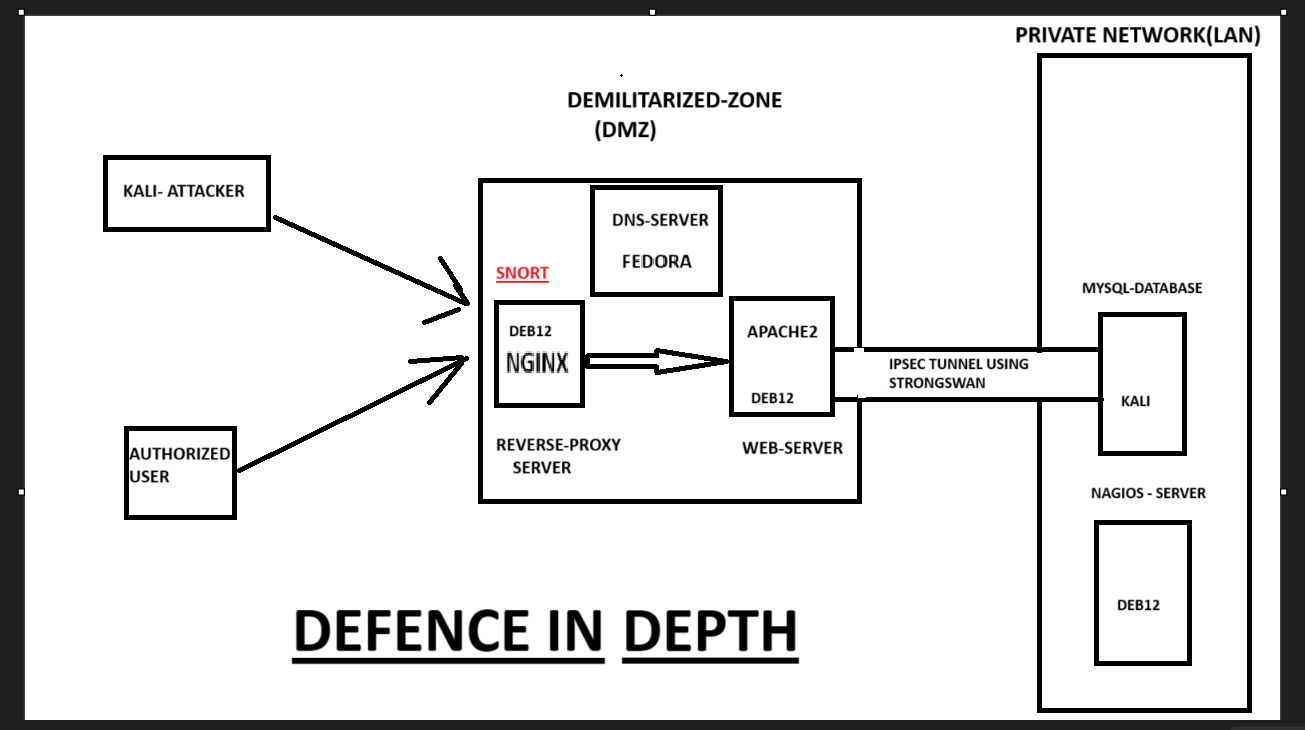 PRIVATE NETWORK(LAN)
DEMILITARIZED-ZONE
(DMZ)
KALI- ATTACKER
DNS-SERVER
FEDORA
SNORT
MYSQL-DATABASE
DEB12
NGINX
APACHE2
DEB12
IPSEC TUNNEL USING
STRONGSWAN
KALI
REVERSE-PROXY
SERVER
WEB-SERVER
AUTHORIZED
USER
NAGIOS - SERVER
DEB12
DEFENCE IN DEPTH